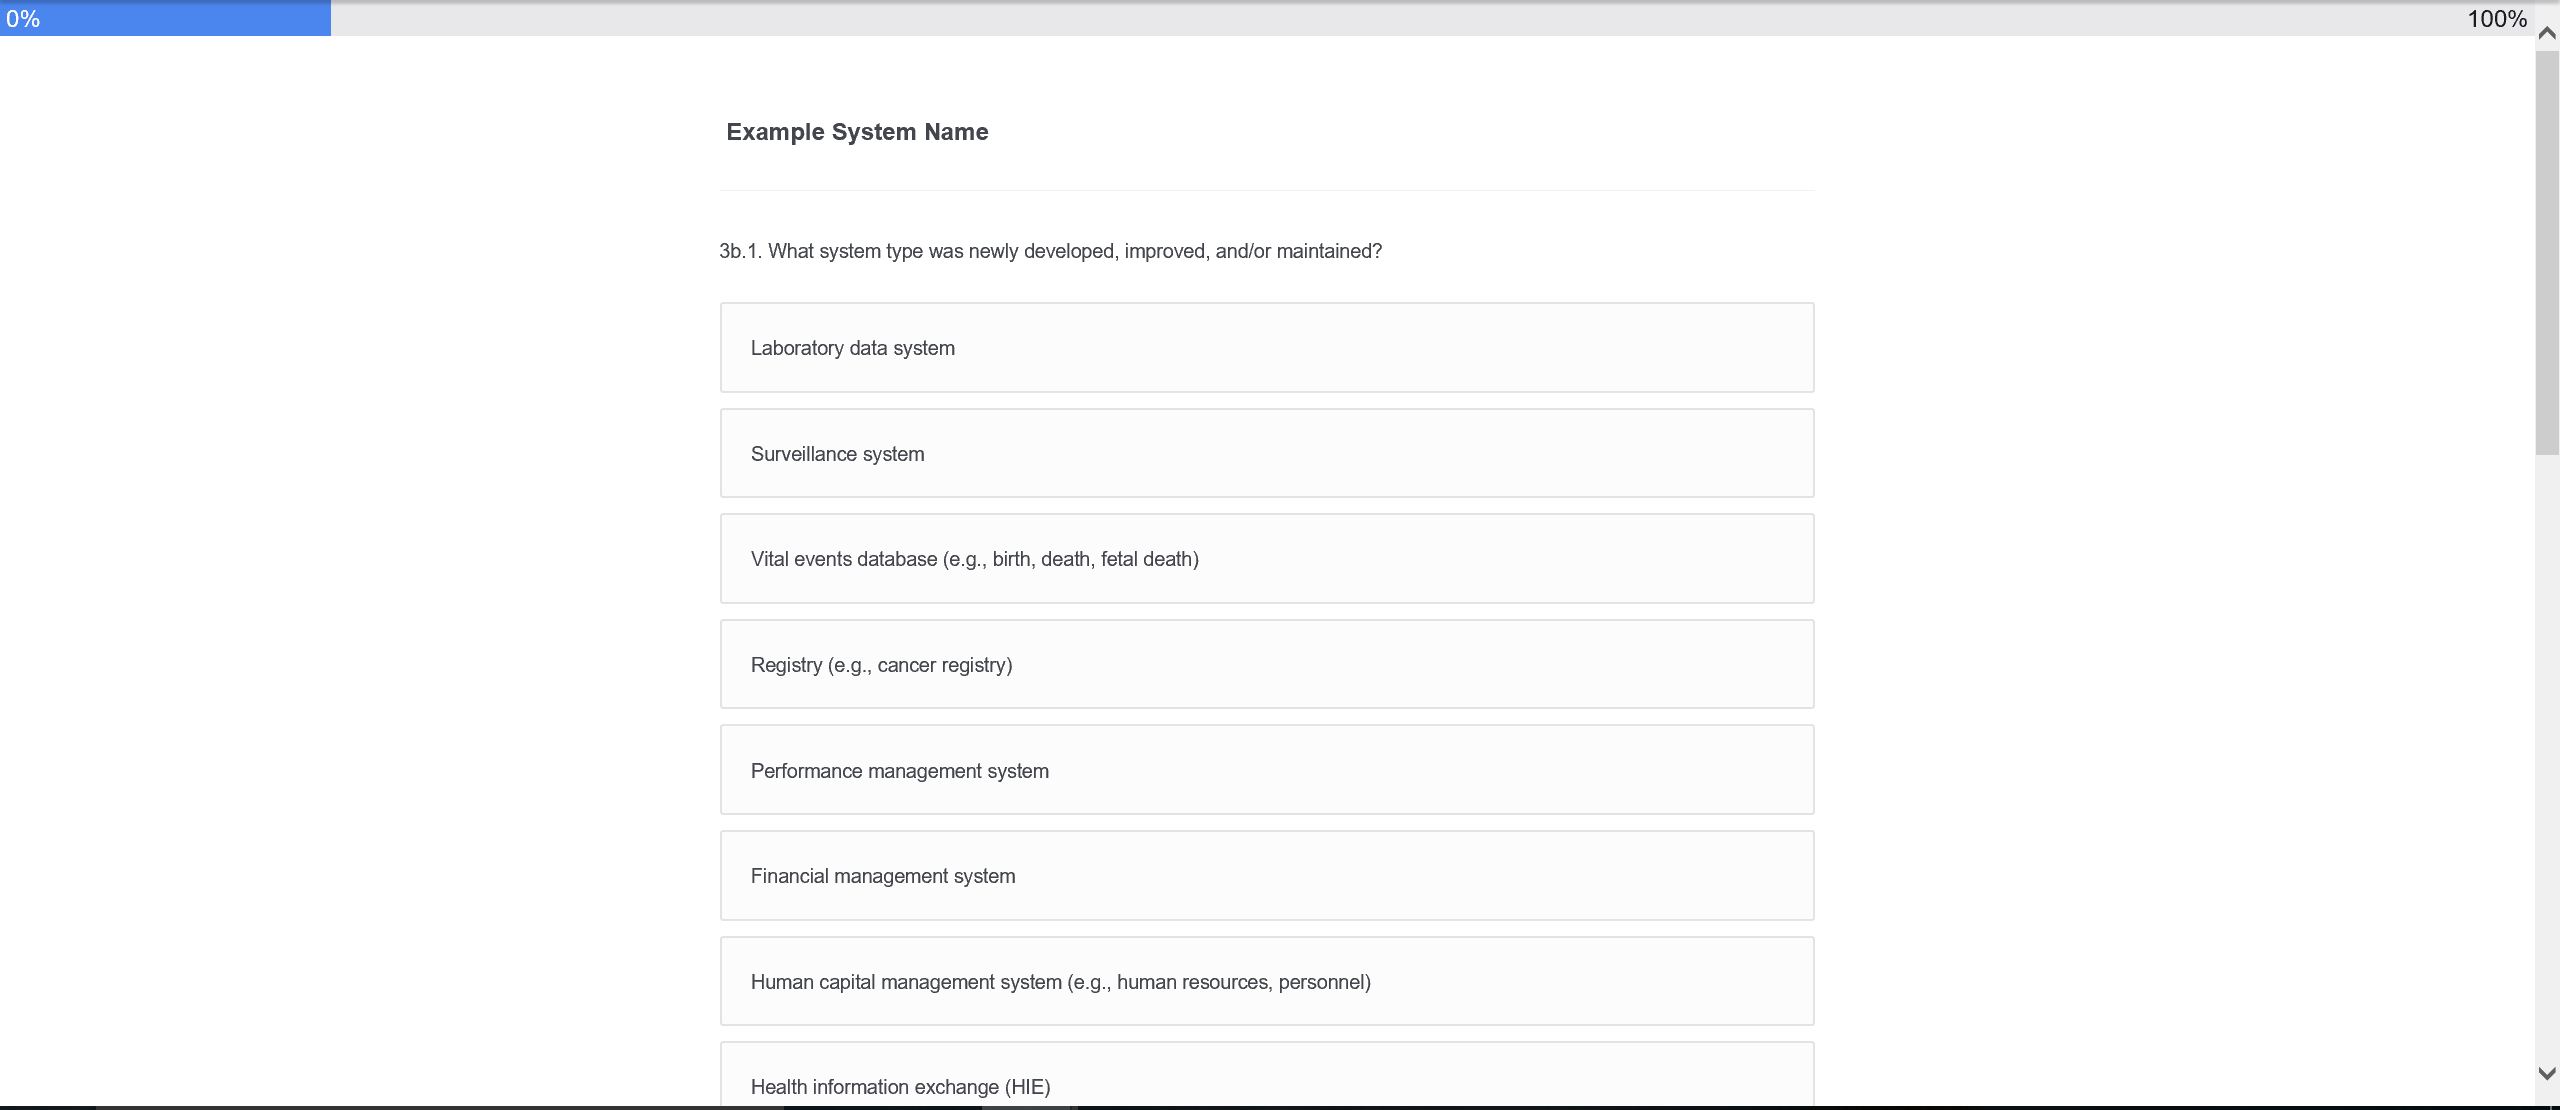 0% 100%
Example System Name
3b.1. What system type was newly developed, improved, and/or maintained?
Laboratory data system
Surveillance system
Vital events database (e.g., birth, death, fetal death)
Registry (e.g., cancer registry)
Performance management system
Financial management system
Human capital management system (e.g., human resources, personnel)
Health information exchange (HIE)